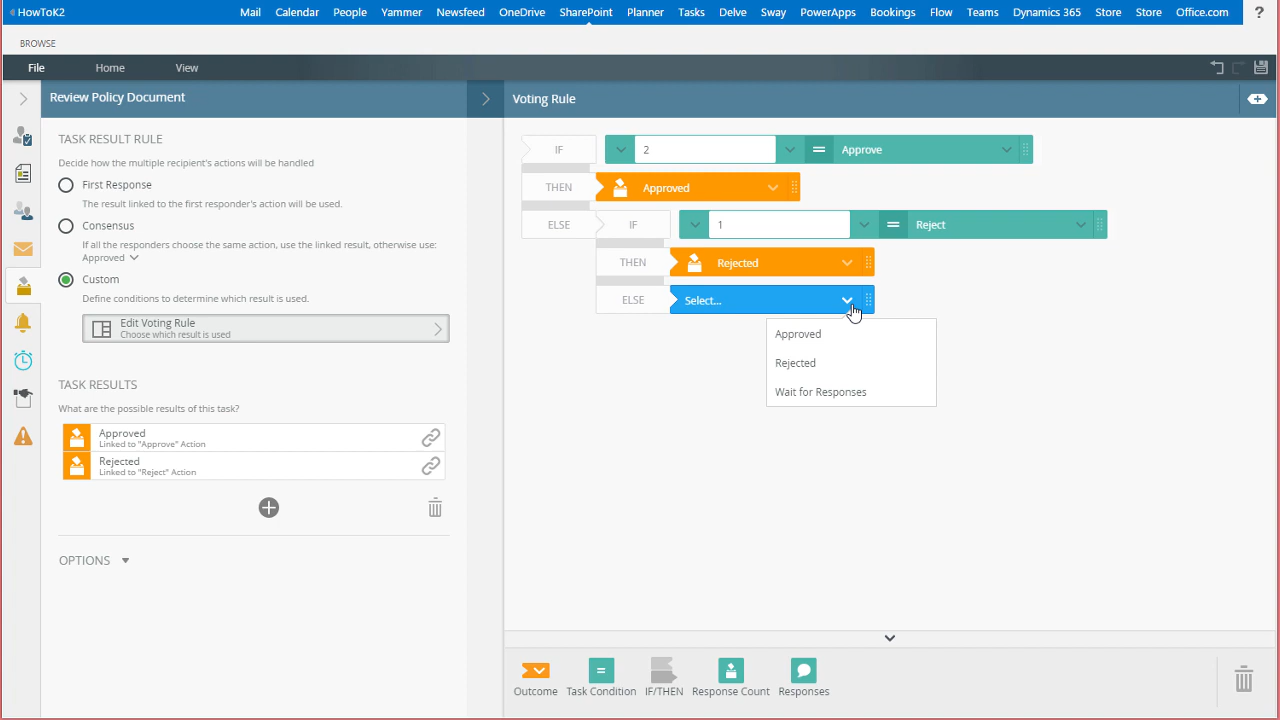 HowToK2 Mail Calendar People Yammer Newsfeed OneDrive SharePoint Planner Tasks Delve Sway PowerApps Bookings Flow Teams Dynamics 365 Store Store Office.com ?
BROWSE
File Home View
Review Policy Document
TASK RESULT RULE
Decide how the multiple recipient's actions will be handled
First Response
The result linked to the first responder's action will be used.
Consensus
If all the responders choose the same action, use the linked result, otherwise use:
Approved
Custom
Define conditions to determine which result is used.
Edit Voting Rule
Choose which result is used
TASK RESULTS
What are the possible results of this task?
Approved
Linked to "Approve" Action
Rejected
Linked to "Reject" Action
OPTIONS
Voting Rule
IF 2 = Approve
THEN Approved
ELSE IF 1 = Reject
THEN Rejected
ELSE Select...
Approved
Rejected
Wait for Responses
Outcome Task Condition IF/THEN Response Count Responses